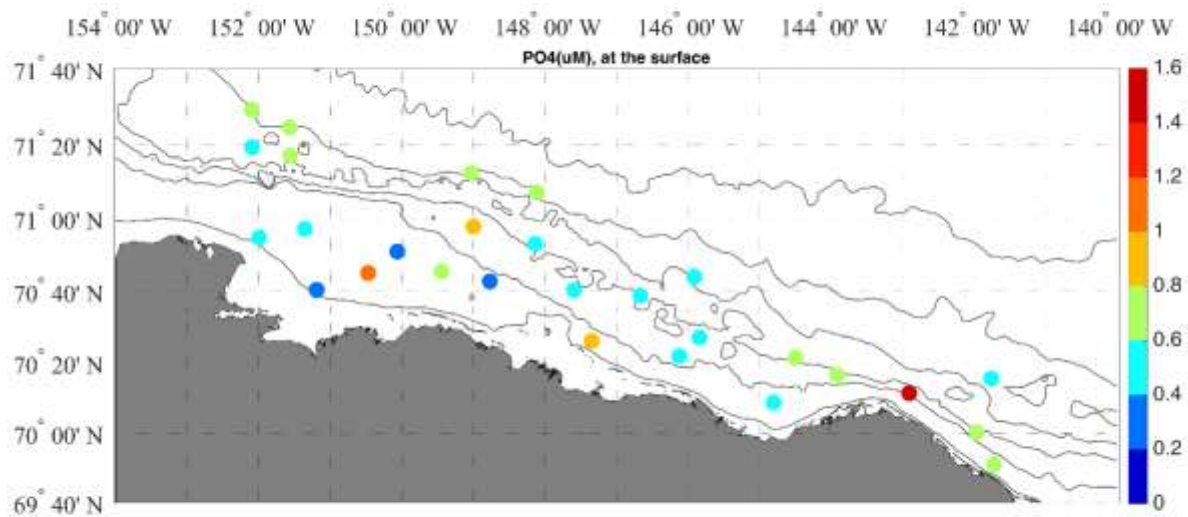 154° 00' W 152° 00' W 150° 00' W 148° 00' W 146° 00' W 144° 00' W 142° 00' W 140° 00' W
PO4(uM), at the surface
71° 40' N
71° 20' N
71° 00' N
70° 40' N
70° 20' N
70° 00' N
69° 40' N
1.6
1.4
1.2
1
0.8
0.6
0.4
0.2
0